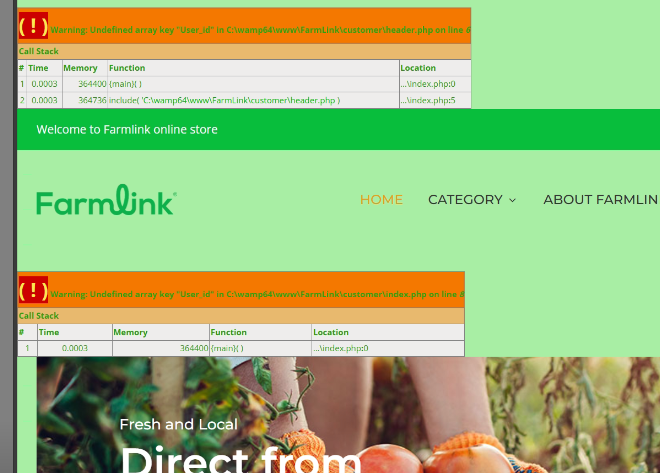 ( ! ) Warning: Undefined array key "User_id" in C:\wamp64\www\FarmLink\customer\header.php on line
Call Stack
# Time Memory Function Location
1 0.0003 364400 {main}( ) ...\index.php:0
2 0.0003 364736 include( 'C:\wamp64\www\FarmLink\customer\header.php ) ...\index.php:5
Welcome to Farmlink online store
Farmlink
HOME CATEGORY ABOUT FARMLIN
( ! ) Warning: Undefined array key "User_id" in C:\wamp64\www\FarmLink\customer\index.php on line
Call Stack
# Time Memory Function Location
1 0.0003 364400 {main}( ) ...\index.php:0
Fresh and Local
Direct from